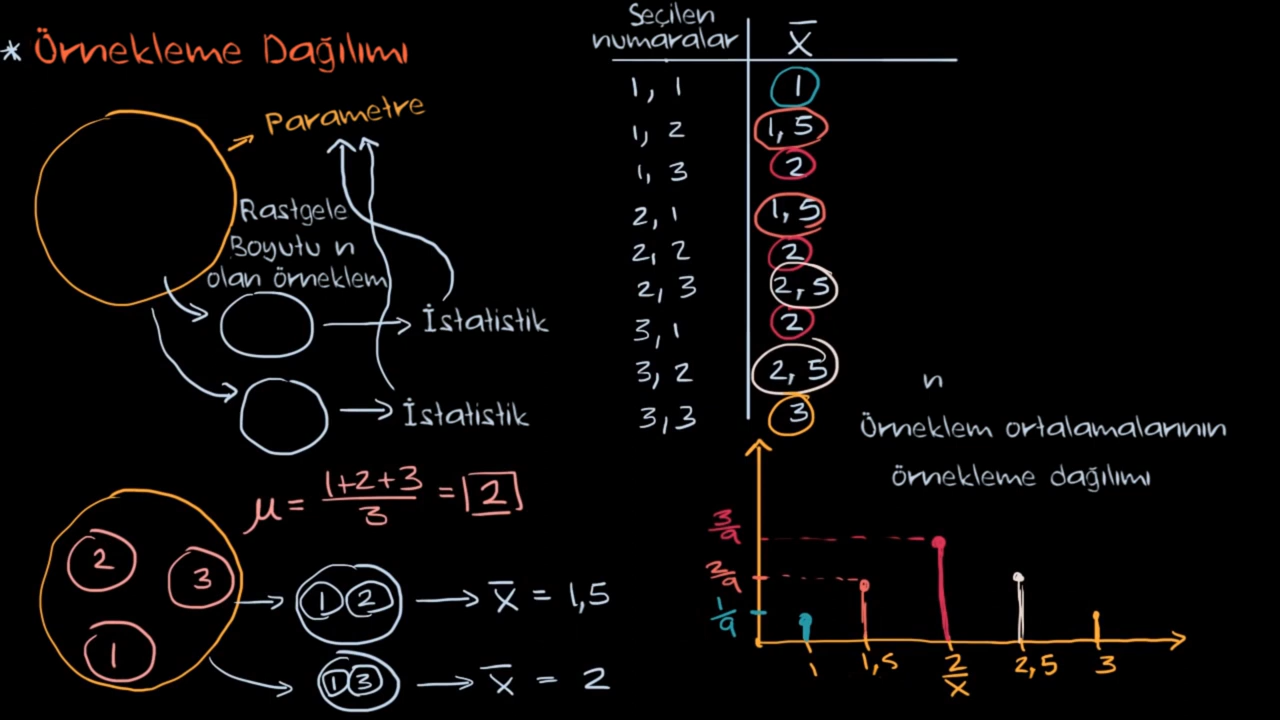 * Örnekleme Dağılımı
Parametre
Rastgele
Boyutu n
olan örneklem
İstatistik
İstatistik
μ = 1+2+3 / 3 = 2
2
3
1
1 2 x̄ = 1,5
1 3 x̄ = 2
Seçilen
numaralar x̄
1, 1 1
1, 2 1,5
1, 3 2
2, 1 1,5
2, 2 2
2, 3 2,5
3, 1 2
3, 2 2,5
3,3 3
n
Örneklem ortalamalarının
örnekleme dağılımı
3/9
2/9
1/9
1 1,5 2 2,5 3
x̄